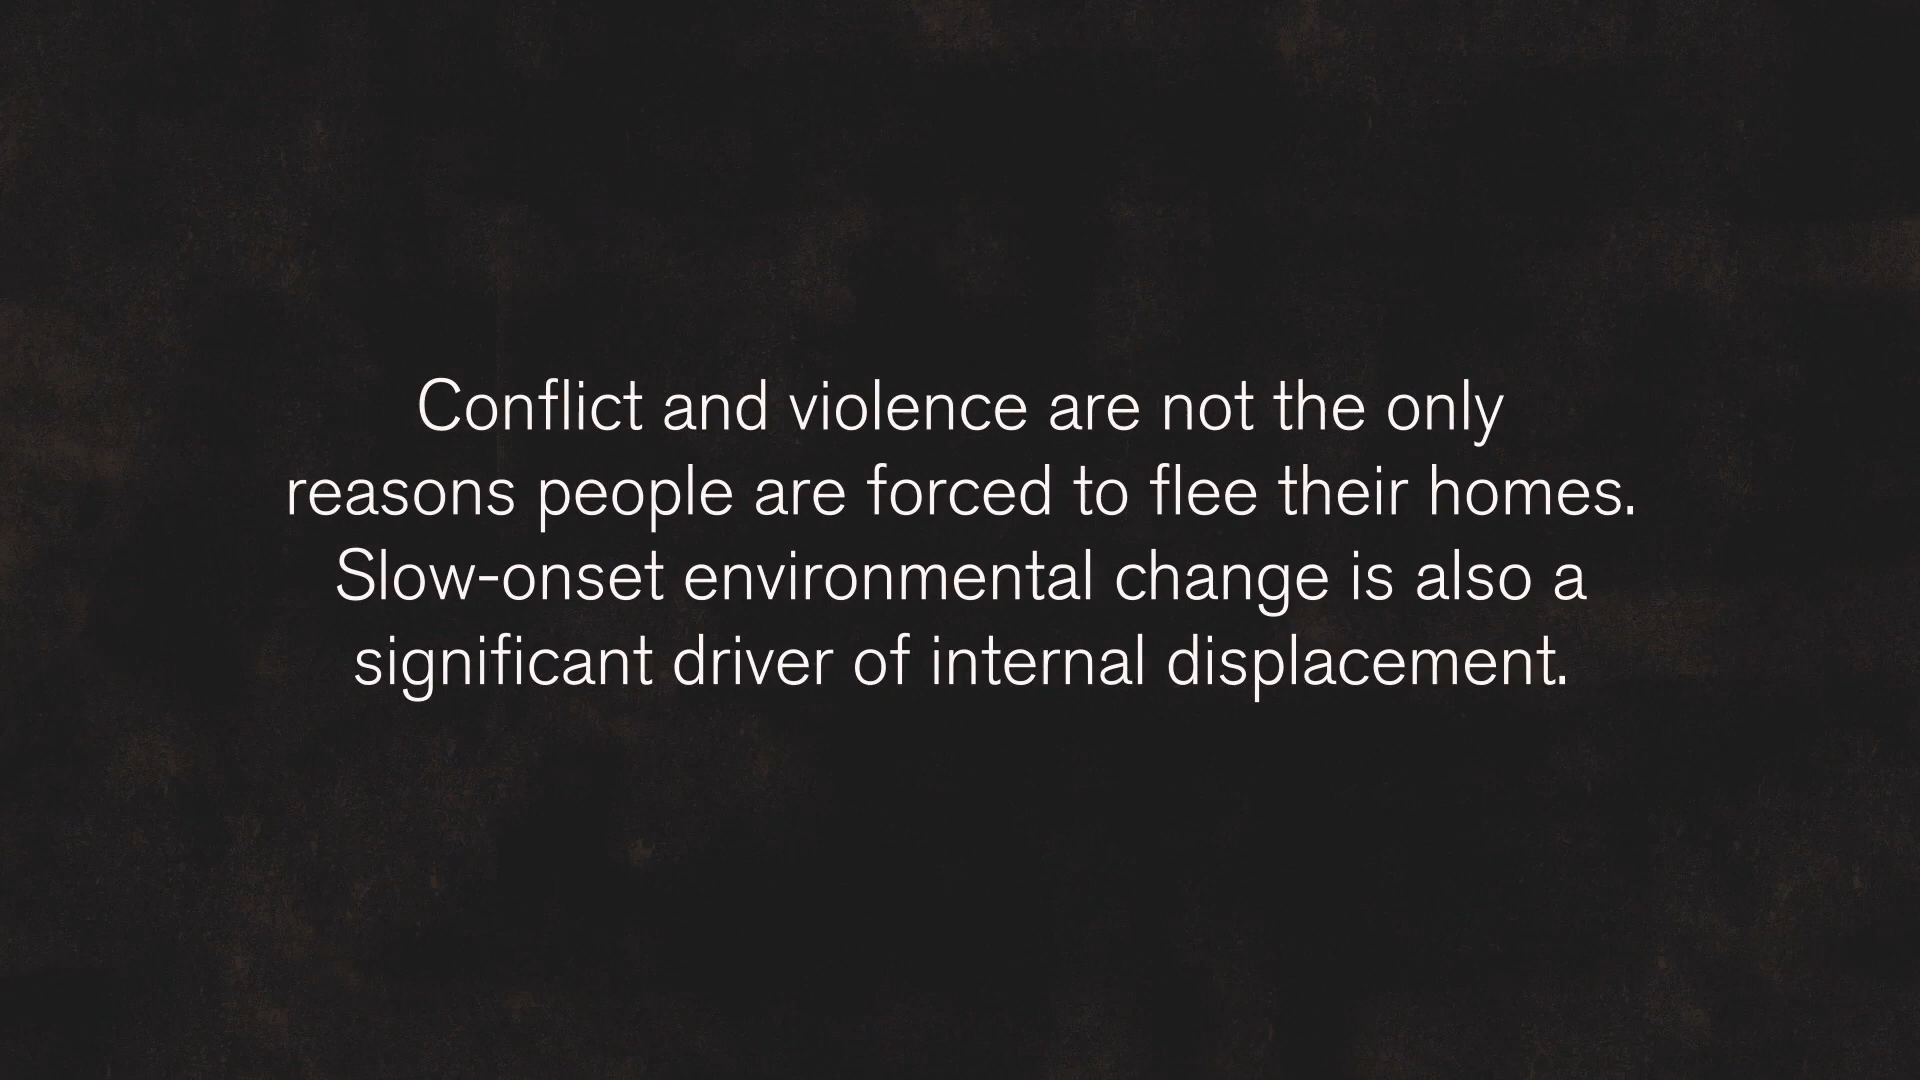 Conflict and violence are not the only
reasons people are forced to flee their homes.
Slow-onset environmental change is also a
significant driver of internal displacement.